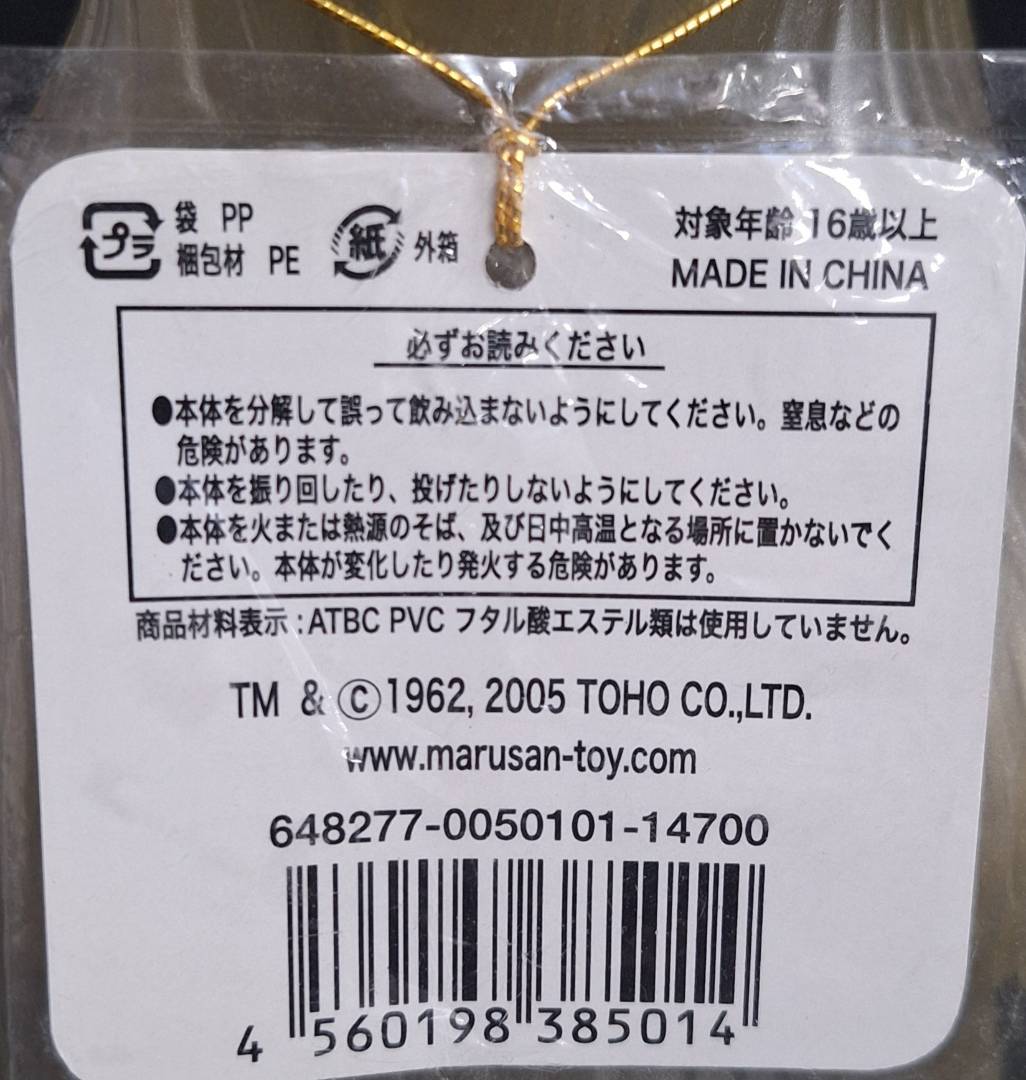 プラ 袋 PP
梱包材 PE
紙 外箱
対象年齢 16歳以上
MADE IN CHINA
必ずお読みください
●本体を分解して誤って飲み込まないようにしてください。窒息などの
危険があります。
●本体を振り回したり、投げたりしないようにしてください。
●本体を火または熱源のそば、及び日中高温となる場所に置かないでく
ださい。本体が変化したり発火する危険があります。
商品材料表示:ATBC PVC フタル酸エステル類は使用していません。
TM & ©1962, 2005 TOHO CO.,LTD.
www.marusan-toy.com
648277-0050101-14700
4 560198 385014